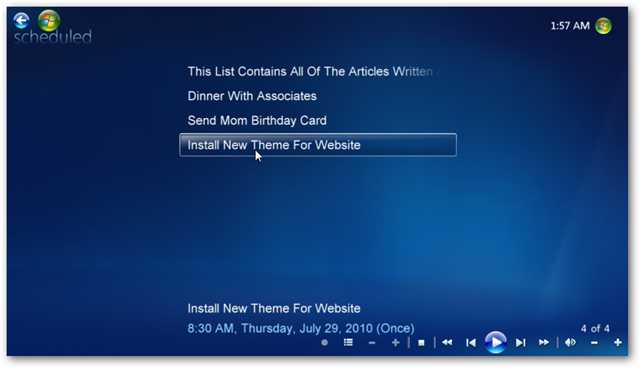 scheduled
1:57 AM
This List Contains All Of The Articles Written
Dinner With Associates
Send Mom Birthday Card
Install New Theme For Website
Install New Theme For Website
8:30 AM, Thursday, July 29, 2010 (Once)
4 of 4